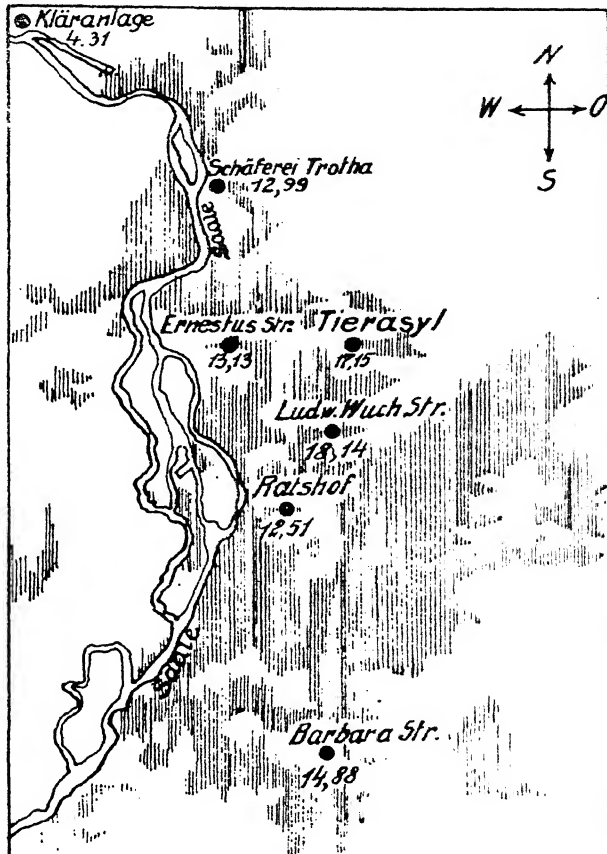 Kläranlage
4.31
N
W O
S
Schäferei Trotha
12,99
Saale
Ernestus Str.
13,13
Tierasyl
17,15
Ludw. Wuch Str.
18,14
Ratshof
12,51
Saale
Barbara Str.
14,88